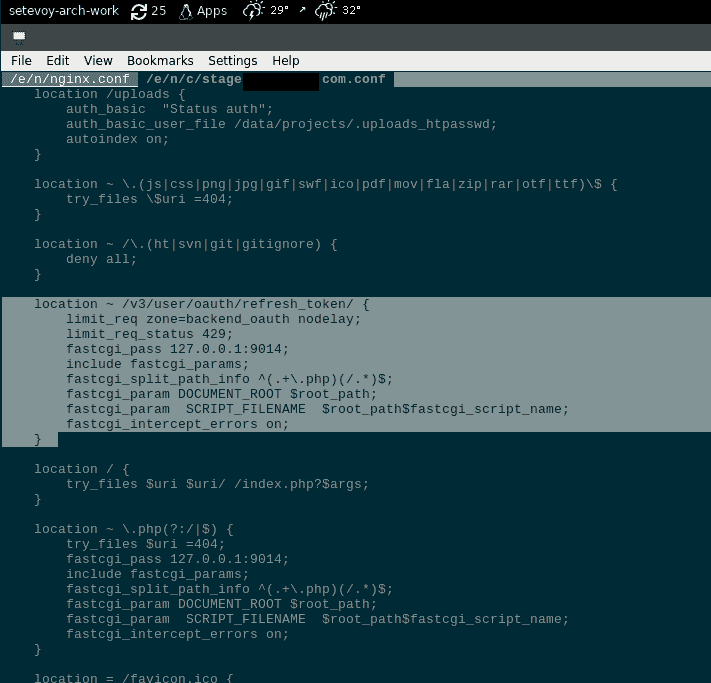 setevoy-arch-work 25 Apps 29° ↗ 32°
File Edit View Bookmarks Settings Help
/e/n/nginx.conf /e/n/c/stage com.conf
location /uploads {
auth_basic "Status auth";
auth_basic_user_file /data/projects/.uploads_htpasswd;
autoindex on;
}
location ~ \.(js|css|png|jpg|gif|swf|ico|pdf|mov|fla|zip|rar|otf|ttf)\$ {
try_files \$uri =404;
}
location ~ /\.(ht|svn|git|gitignore) {
deny all;
}
location ~ /v3/user/oauth/refresh_token/ {
limit_req zone=backend_oauth nodelay;
limit_req_status 429;
fastcgi_pass 127.0.0.1:9014;
include fastcgi_params;
fastcgi_split_path_info ^(.+\.php)(/.*)$;
fastcgi_param DOCUMENT_ROOT $root_path;
fastcgi_param  SCRIPT_FILENAME  $root_path$fastcgi_script_name;
fastcgi_intercept_errors on;
}
location / {
try_files $uri $uri/ /index.php?$args;
}
location ~ \.php(?:/|$) {
try_files $uri =404;
fastcgi_pass 127.0.0.1:9014;
include fastcgi_params;
fastcgi_split_path_info ^(.+\.php)(/.*)$;
fastcgi_param DOCUMENT_ROOT $root_path;
fastcgi_param  SCRIPT_FILENAME  $root_path$fastcgi_script_name;
fastcgi_intercept_errors on;
}
location = /favicon.ico {